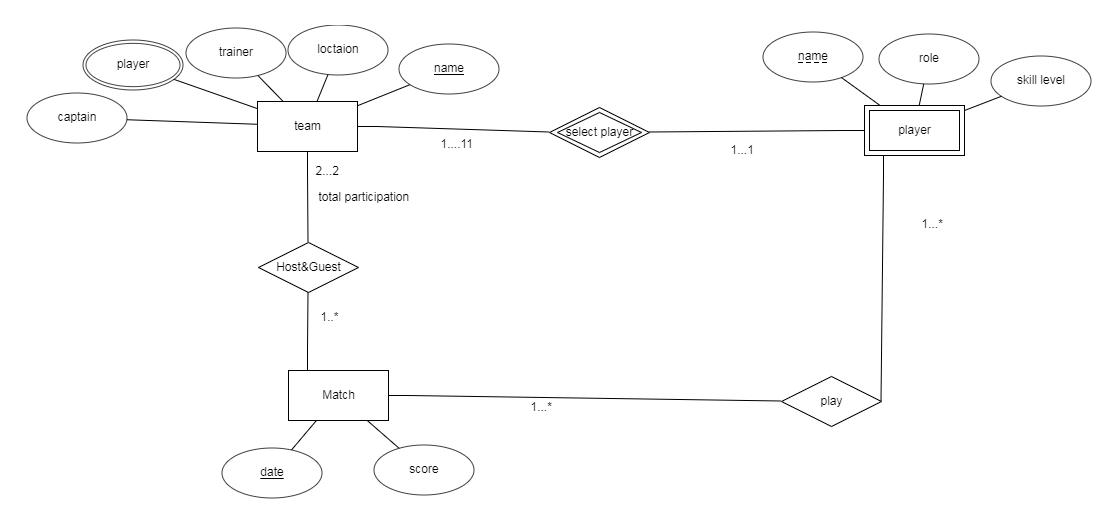 player
trainer
loctaion
name
captain
team
1....11
select player
1...1
name
role
skill level
player
2...2
total participation
1...*
Host&Guest
1..*
Match
1...*
play
date
score